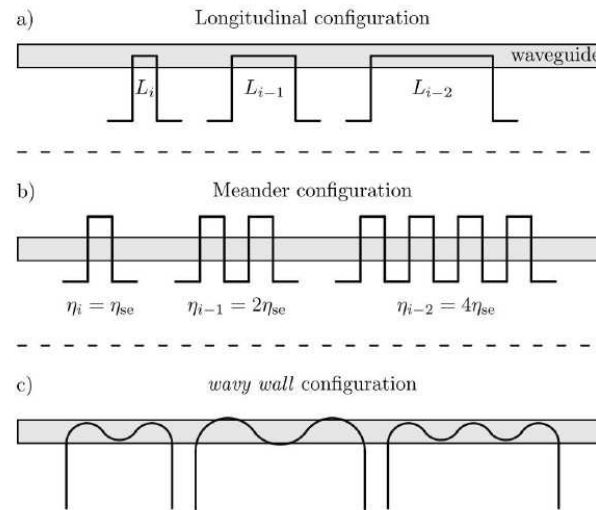 a) Longitudinal configuration
waveguide
L_i L_{i−1} L_{i−2}
b) Meander configuration
η_i = η_se η_{i−1} = 2η_se η_{i−2} = 4η_se
c) wavy wall configuration